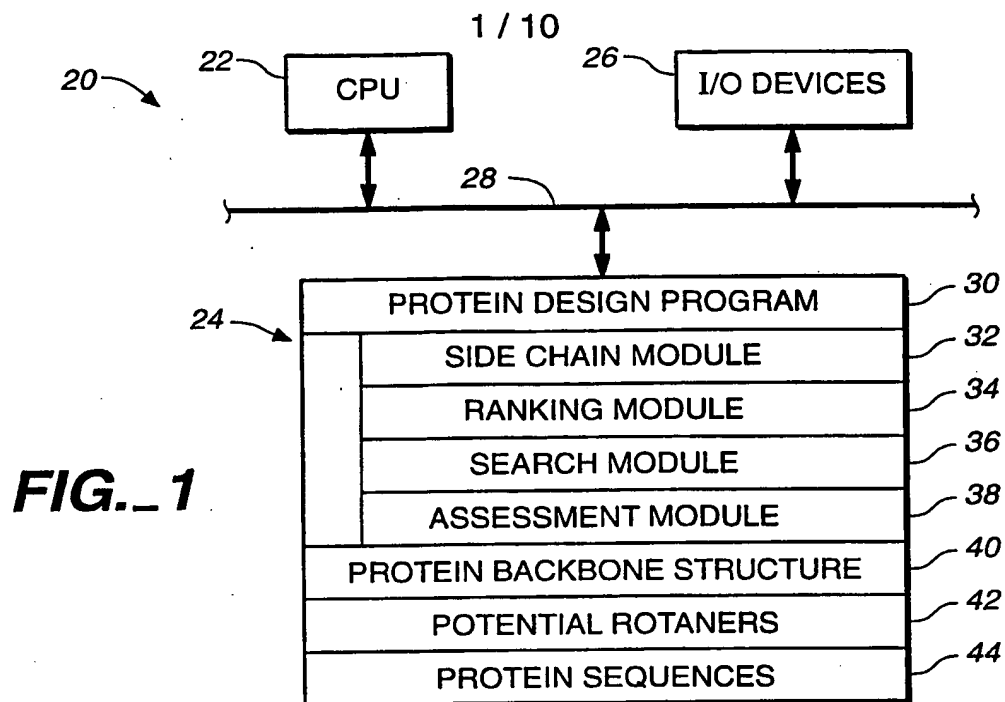 1 / 10
20
22
CPU
26
I/O DEVICES
28
24
PROTEIN DESIGN PROGRAM
30
SIDE CHAIN MODULE
32
RANKING MODULE
34
SEARCH MODULE
36
ASSESSMENT MODULE
38
PROTEIN BACKBONE STRUCTURE
40
POTENTIAL ROTANERS
42
PROTEIN SEQUENCES
44
FIG._1